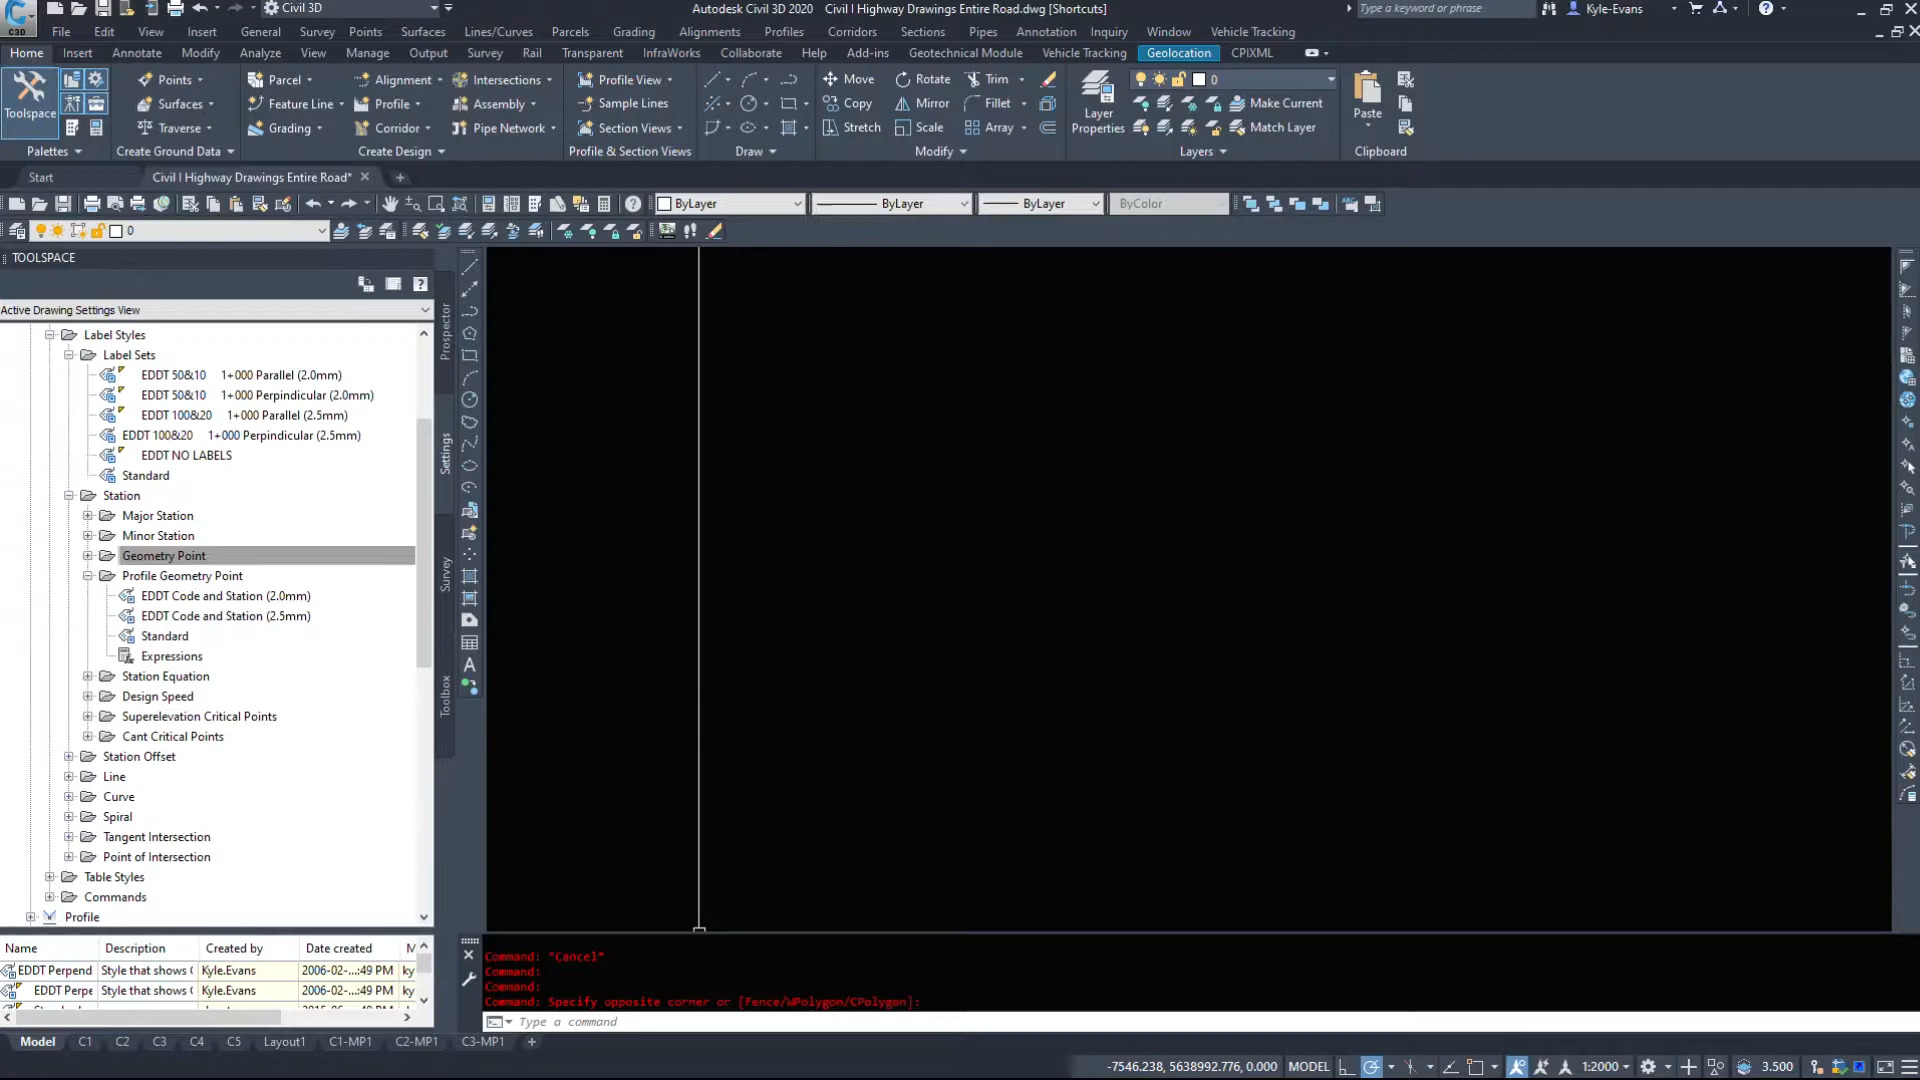 C3D
Civil 3D
Autodesk Civil 3D 2020 Civil I Highway Drawings Entire Road.dwg [Shortcuts]
Type a keyword or phrase
Kyle-Evans
File Edit View Insert General Survey Points Surfaces Lines/Curves Parcels Grading Alignments Profiles Corridors Sections Pipes Annotation Inquiry Window Vehicle Tracking
Home Insert Annotate Modify Analyze View Manage Output Survey Rail Transparent InfraWorks Collaborate Help Add-ins Geotechnical Module Vehicle Tracking Geolocation CPIXML
Toolspace Points Parcel Alignment Intersections Profile View Move Rotate Trim 0
Surfaces Feature Line Profile Assembly Sample Lines Copy Mirror Fillet Layer Properties Make Current Paste
Traverse Grading Corridor Pipe Network Section Views Stretch Scale Array Match Layer
Palettes Create Ground Data Create Design Profile & Section Views Draw Modify Layers Clipboard
Start Civil I Highway Drawings Entire Road*
ByLayer ByLayer ByLayer ByColor
0
TOOLSPACE
Active Drawing Settings View
Label Styles
Label Sets
EDDT 50&10 1+000 Parallel (2.0mm)
EDDT 50&10 1+000 Perpindicular (2.0mm)
EDDT 100&20 1+000 Parallel (2.5mm)
EDDT 100&20 1+000 Perpindicular (2.5mm)
EDDT NO LABELS
Standard
Station
Major Station
Minor Station
Geometry Point
Profile Geometry Point
EDDT Code and Station (2.0mm)
EDDT Code and Station (2.5mm)
Standard
Expressions
Station Equation
Design Speed
Superelevation Critical Points
Cant Critical Points
Station Offset
Line
Curve
Spiral
Tangent Intersection
Point of Intersection
Table Styles
Commands
Profile
Prospector
Settings
Survey
Toolbox
Name Description Created by Date created M
EDDT Perpend Style that shows ( Kyle.Evans 2006-02-...:49 PM ky
EDDT Perpe Style that shows ( Kyle.Evans 2006-02-...:49 PM ky
Command: *Cancel*
Command:
Command:
Command: Specify opposite corner or [Fence/WPolygon/CPolygon]:
Type a command
Model C1 C2 C3 C4 C5 Layout1 C1-MP1 C2-MP1 C3-MP1
-7546.238, 5638992.776, 0.000 MODEL 1:2000 3.500